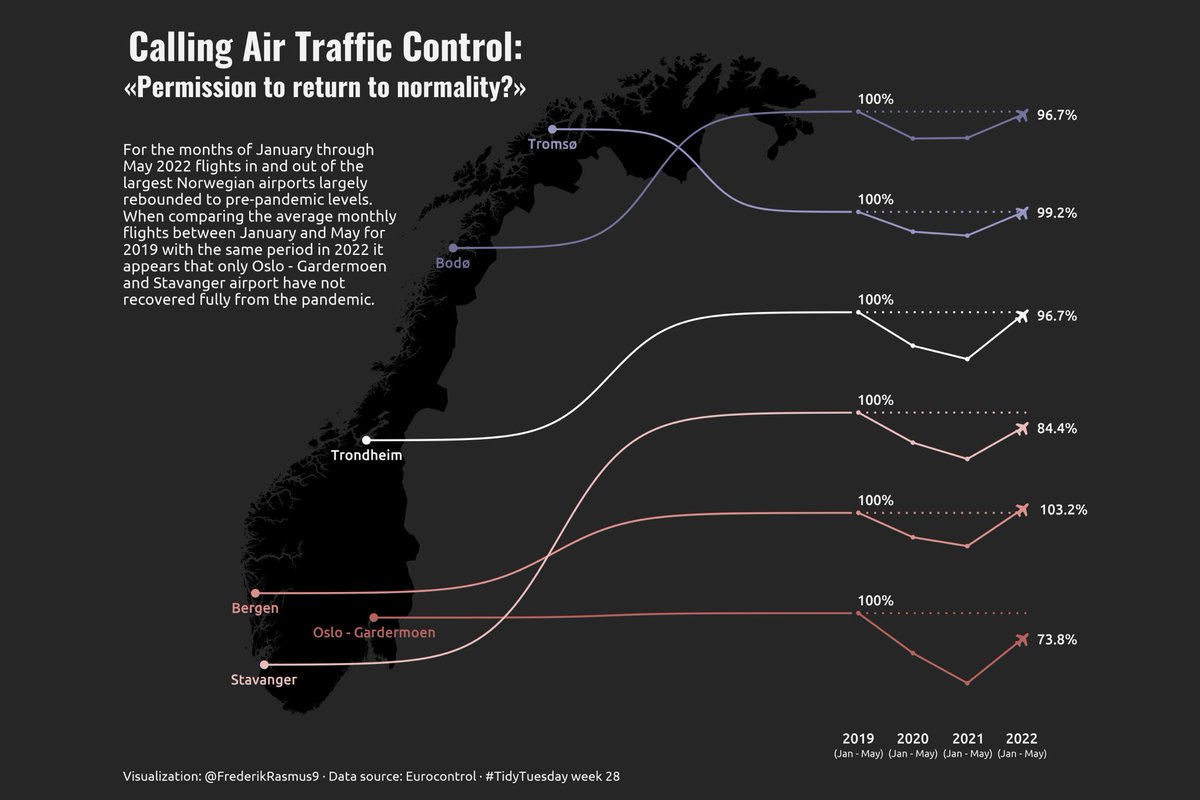 Calling Air Traffic Control:
«Permission to return to normality?»
For the months of January through
May 2022 flights in and out of the
largest Norwegian airports largely
rebounded to pre-pandemic levels.
When comparing the average monthly
flights between January and May for
2019 with the same period in 2022 it
appears that only Oslo - Gardermoen
and Stavanger airport have not
recovered fully from the pandemic.
Tromsø
Bodø
Trondheim
Bergen
Oslo - Gardermoen
Stavanger
100%
96.7%
100%
99.2%
100%
96.7%
100%
84.4%
100%
103.2%
100%
73.8%
2019 2020 2021 2022
(Jan - May) (Jan - May) (Jan - May) (Jan - May)
Visualization: @FrederikRasmus9 · Data source: Eurocontrol · #TidyTuesday week 28